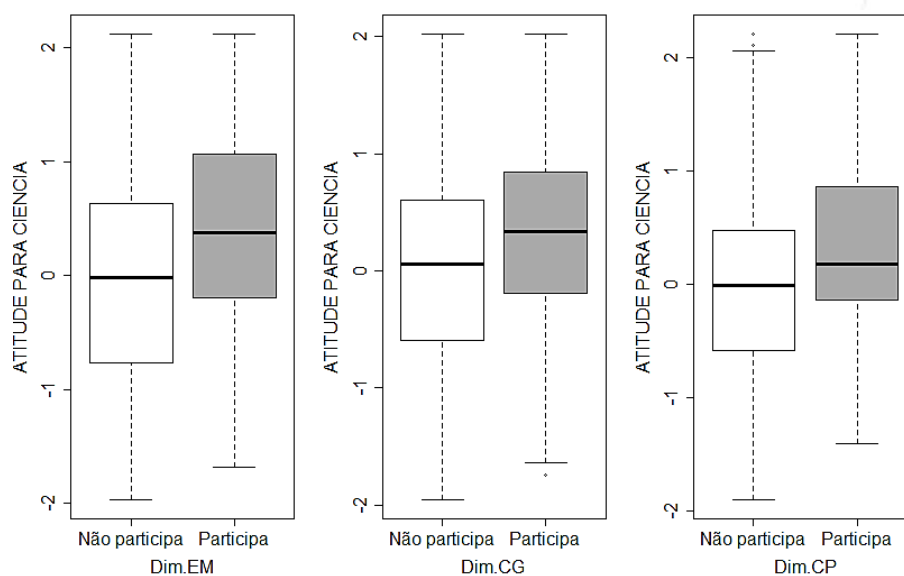 ATITUDE PARA CIENCIA
2
1
0
-1
-2
Não participa Participa
Dim.EM
ATITUDE PARA CIENCIA
2
1
0
-1
-2
Não participa Participa
Dim.CG
ATITUDE PARA CIENCIA
2
1
0
-1
-2
Não participa Participa
Dim.CP